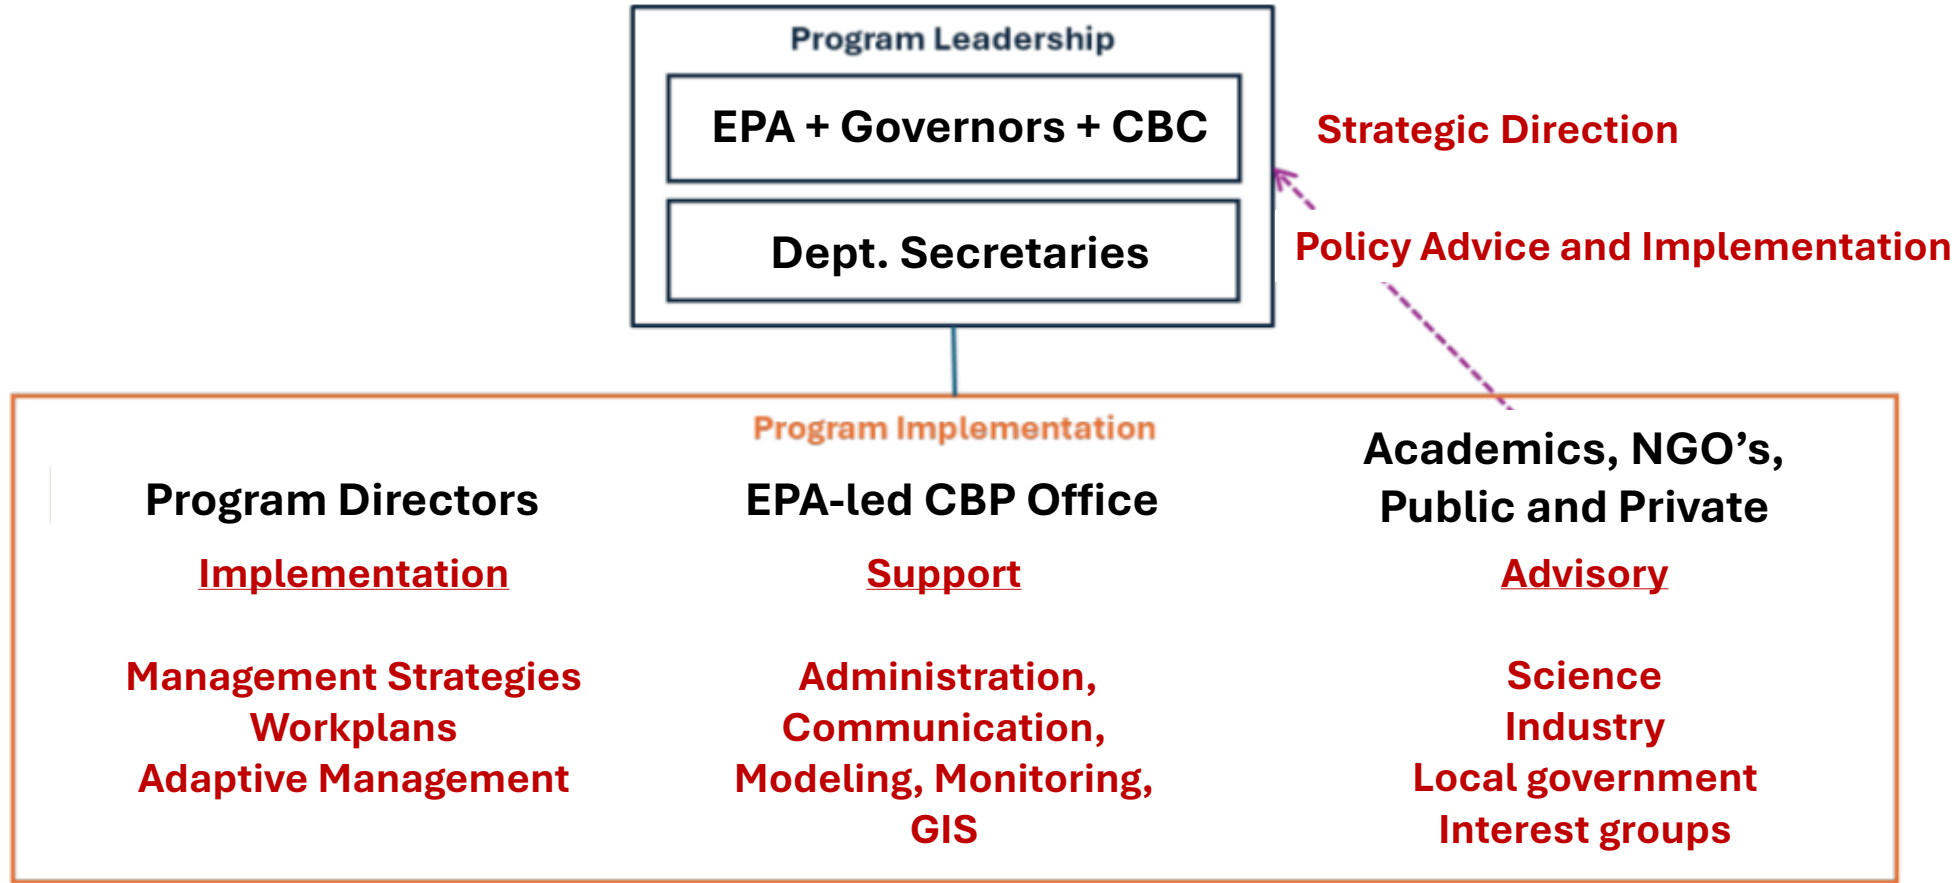 Program Leadership
EPA + Governors + CBC
Strategic Direction
Dept. Secretaries
Policy Advice and Implementation
Program Implementation
Program Directors
Implementation
Management Strategies
Workplans
Adaptive Management
EPA-led CBP Office
Support
Administration,
Communication,
Modeling, Monitoring,
GIS
Academics, NGO’s,
Public and Private
Advisory
Science
Industry
Local government
Interest groups